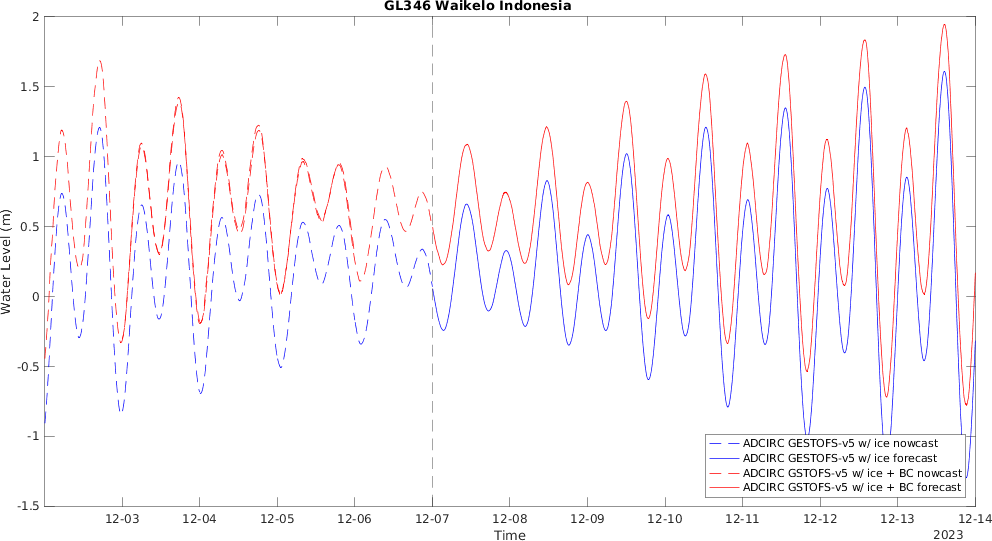 GL346 Waikelo Indonesia
2
1.5
1
0.5
0
-0.5
-1
-1.5
Water Level (m)
ADCIRC GESTOFS-v5 w/ ice nowcast
ADCIRC GESTOFS-v5 w/ ice forecast
ADCIRC GSTOFS-v5 w/ ice + BC nowcast
ADCIRC GSTOFS-v5 w/ ice + BC forecast
12-03 12-04 12-05 12-06 12-07 12-08 12-09 12-10 12-11 12-12 12-13 12-14
Time
2023